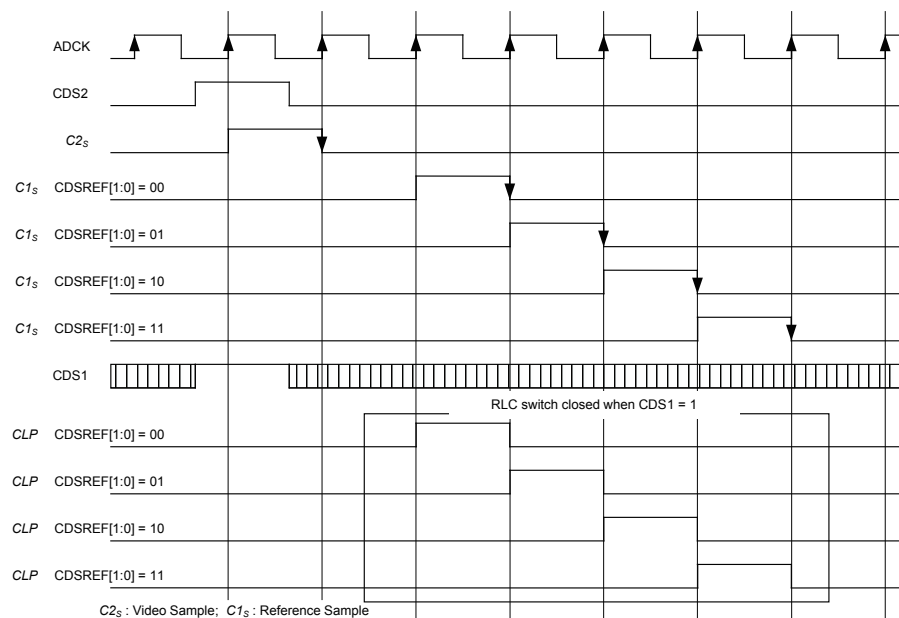 ADCK
CDS2
C2S
C1S CDSREF[1:0] = 00
C1S CDSREF[1:0] = 01
C1S CDSREF[1:0] = 10
C1S CDSREF[1:0] = 11
CDS1
RLC switch closed when CDS1 = 1
CLP CDSREF[1:0] = 00
CLP CDSREF[1:0] = 01
CLP CDSREF[1:0] = 10
CLP CDSREF[1:0] = 11
C2S : Video Sample; C1S : Reference Sample